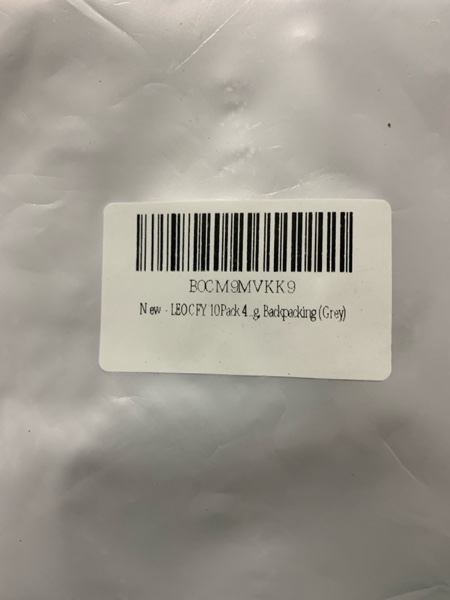 B0CM9MVKK9
New - LEOCFY 10Pack 4...g, Backpacking (Grey)